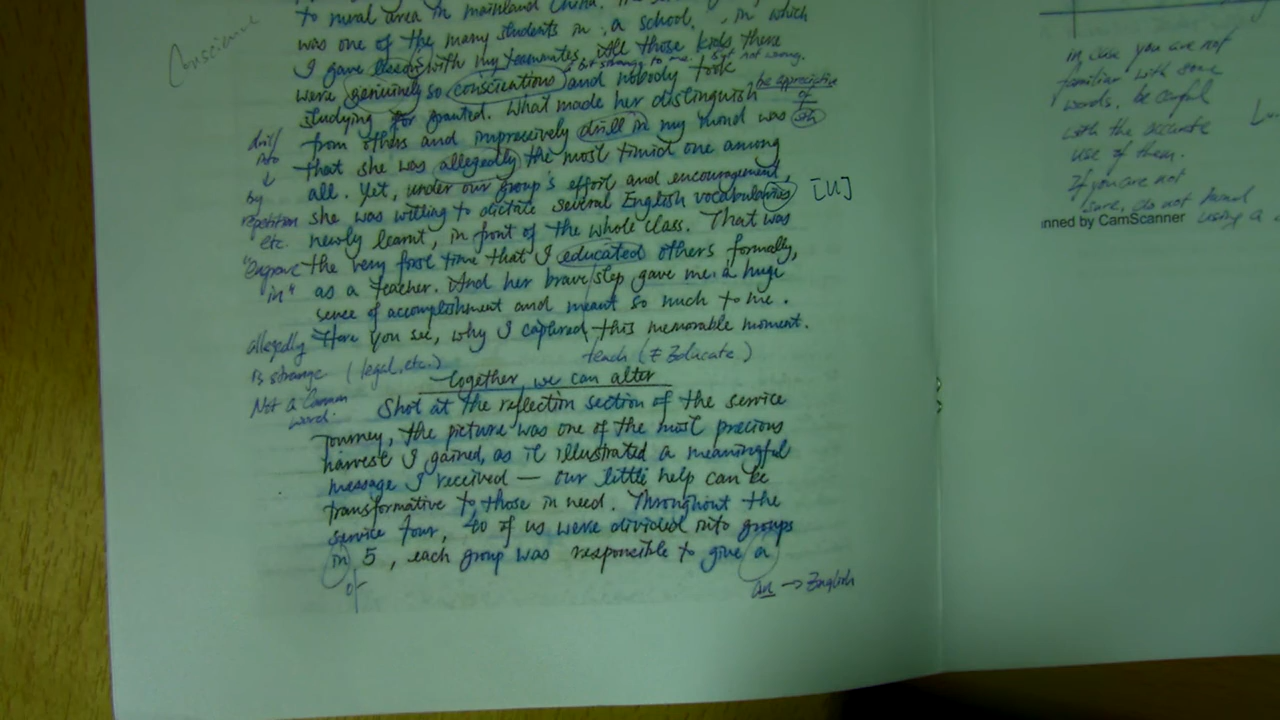 to rural area in mainland China.
was one of the many students in a school, in which
I gave lesson with my teammates. All those kids there
but strange to me. But not wrong.
were genuinely so conscientious and nobody took
studying for granted. What made her distinguish
be appreciative of sth
from others and impressively drill in my mind was
that she was allegedly the most timid one among
all. Yet, under our group's effort and encouragement,
she was willing to dictate several English vocabularies [U]
newly learnt, in front of the whole class. That was
the very first time that I educated others formally,
as a teacher. And her brave step gave me a huge
sense of accomplishment and meant so much to me.
Here you see, why I captured this memorable moment.
teach (≠ Educate)
Together, we can alter
Shot at the reflection section of the service
journey, the picture was one of the most precious
harvest I gained, as it illustrated a meaningful
message I received — our little help can be
transformative to those in need. Throughout the
service tour, 40 of us were divided into groups
in 5, each group was responsible to give a
of
an → English
drill
into
↓
by
repetition
etc.
"Engrave
in"
allegedly
is strange (legal, etc.)
Not a common
word.
in case you are not
familiar with some
words, be careful
with the accurate
use of them.
If you are not
sure, do not
using a
nned by CamScanner